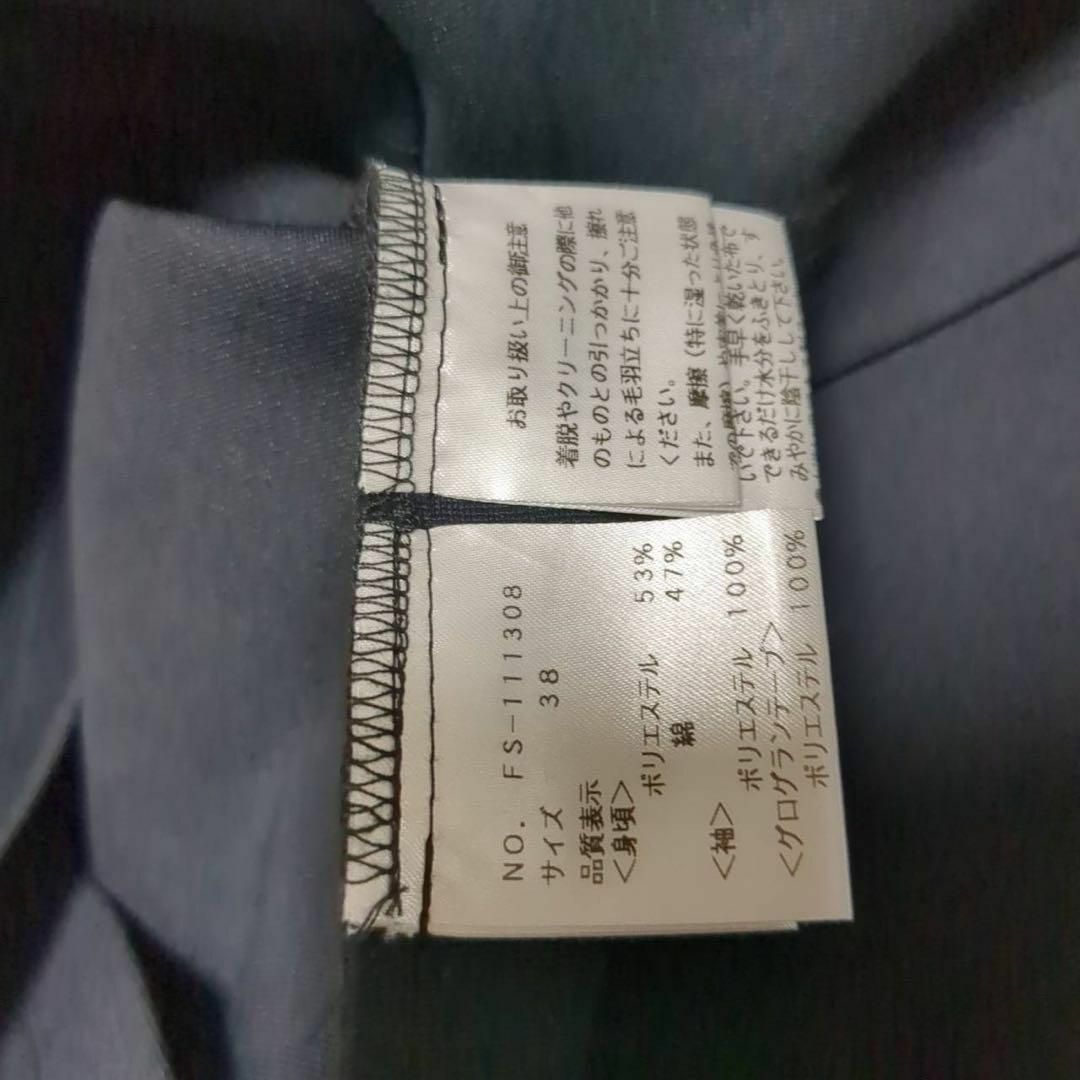 NO. FS-111308
サイズ 38
品質表示
<身頃>
ポリエステル 53%
綿 47%
<袖>
ポリエステル 100%
<グログランテープ>
ポリエステル 100%
お取り扱い上の御注意
着脱やクリーニングの際に他
のものとの引っかかり、擦れ
による毛羽立ちに十分ご注意
ください。
また、摩擦（特に湿った状態
いで下さい。手早く乾いた布で
できるだけ水分をふきとり、す
みやかに陰干しして下さい。